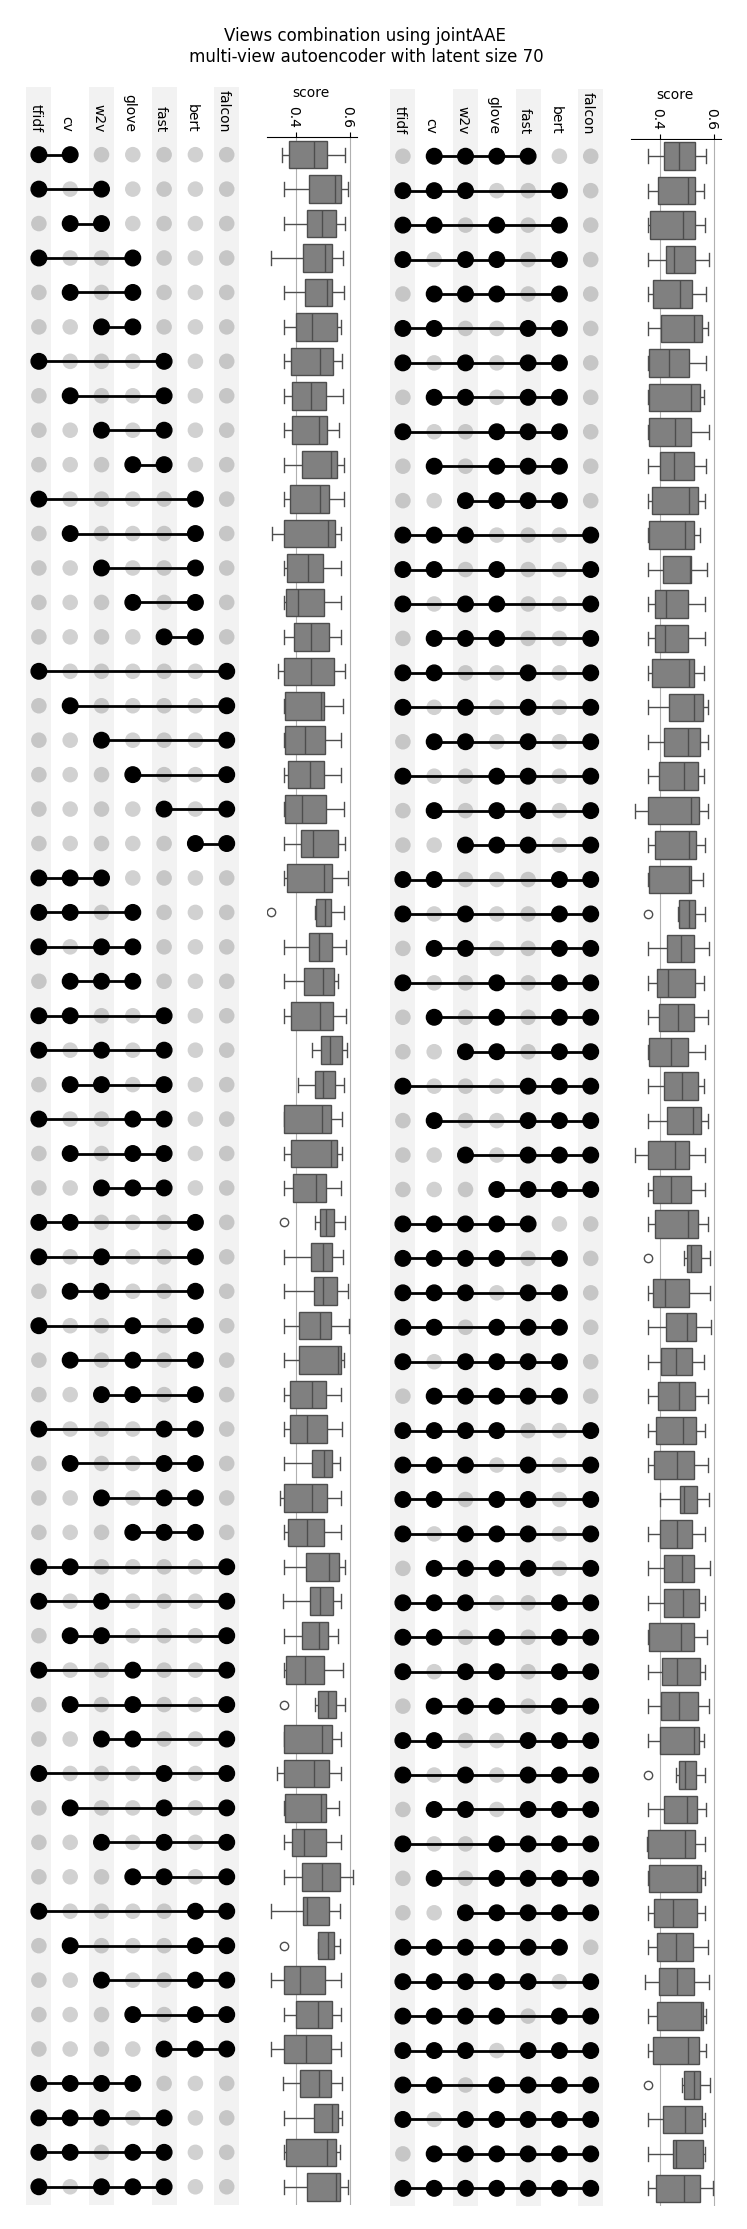 Views combination using jointAAE
multi-view autoencoder with latent size 70
tfidf cv w2v glove fast bert falcon
score
0.4 0.6
tfidf cv w2v glove fast bert falcon
score
0.4 0.6